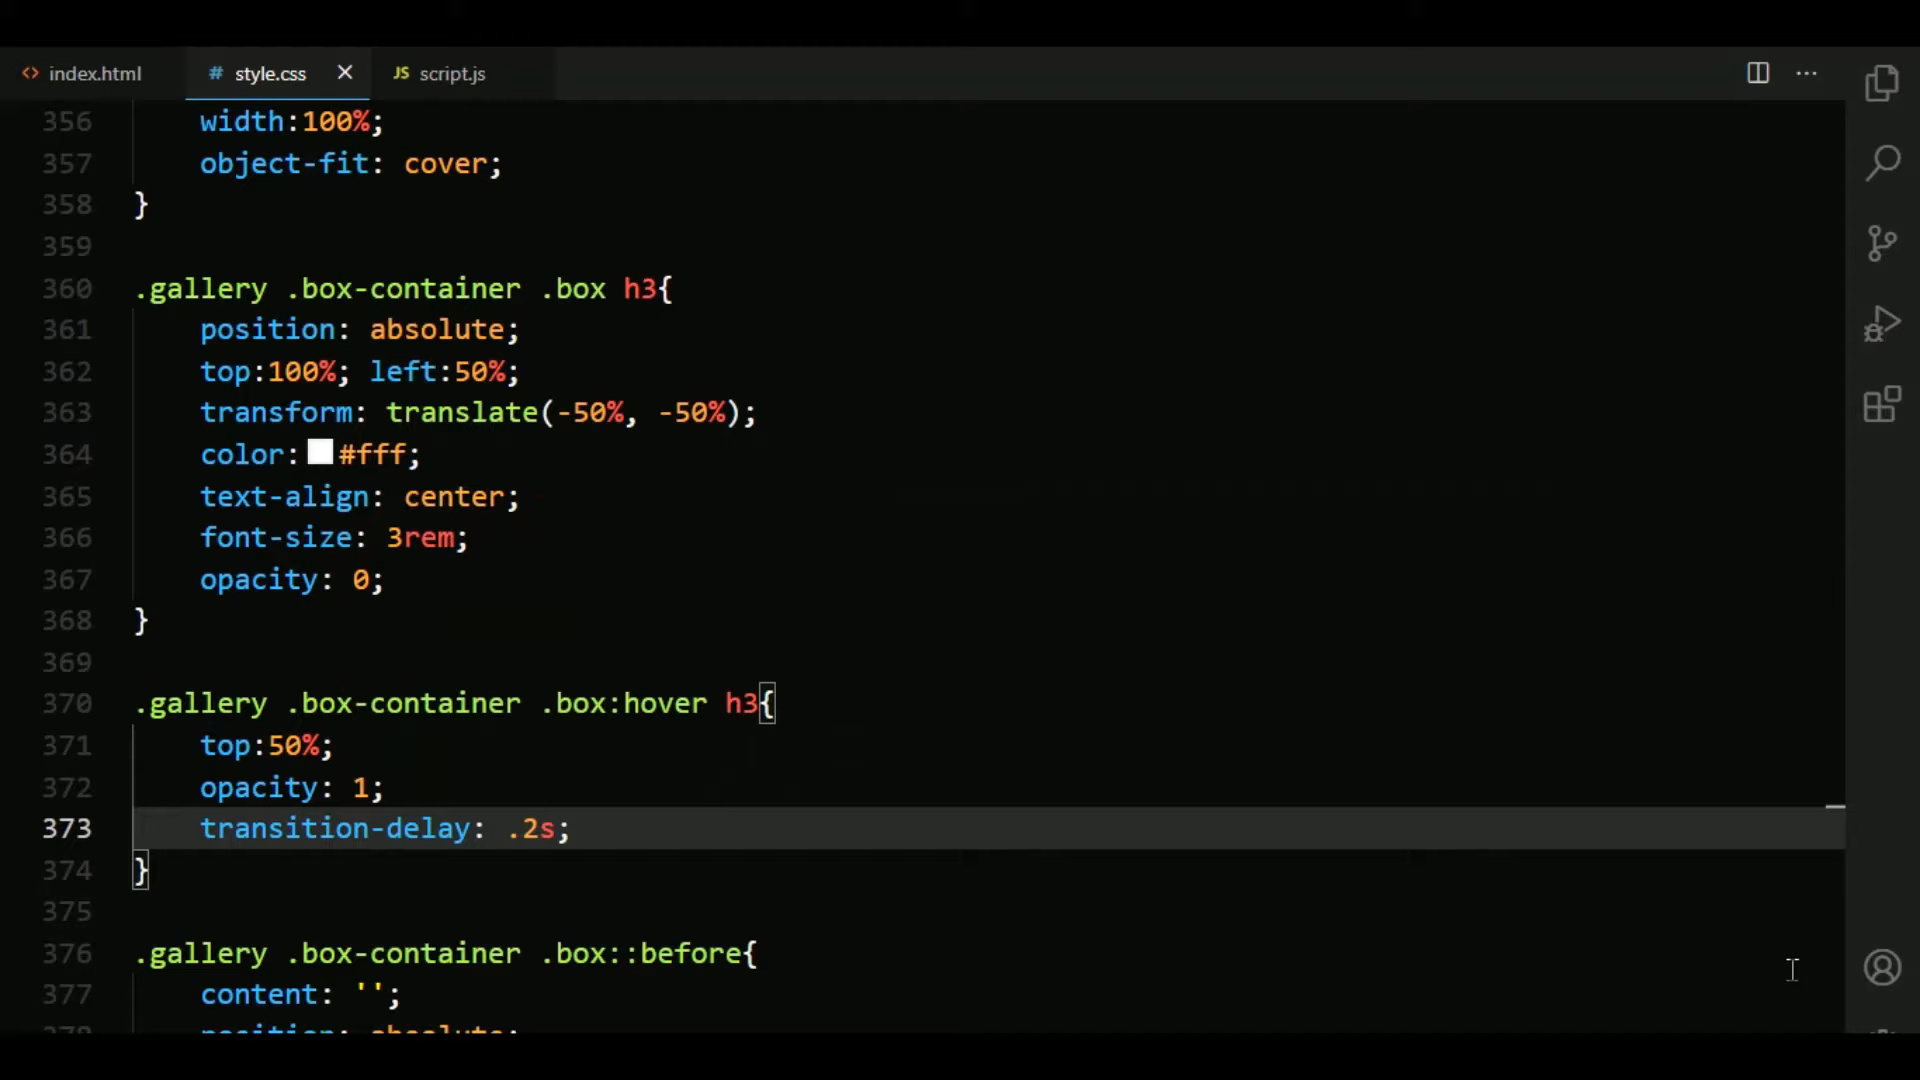 index.html style.css script.js
356 width:100%;
357 object-fit: cover;
358 }
359
360 .gallery .box-container .box h3{
361 position: absolute;
362 top:100%; left:50%;
363 transform: translate(-50%, -50%);
364 color: #fff;
365 text-align: center;
366 font-size: 3rem;
367 opacity: 0;
368 }
369
370 .gallery .box-container .box:hover h3{
371 top:50%;
372 opacity: 1;
373 transition-delay: .2s;
374 }
375
376 .gallery .box-container .box::before{
377 content: '';
378 position: absolute;